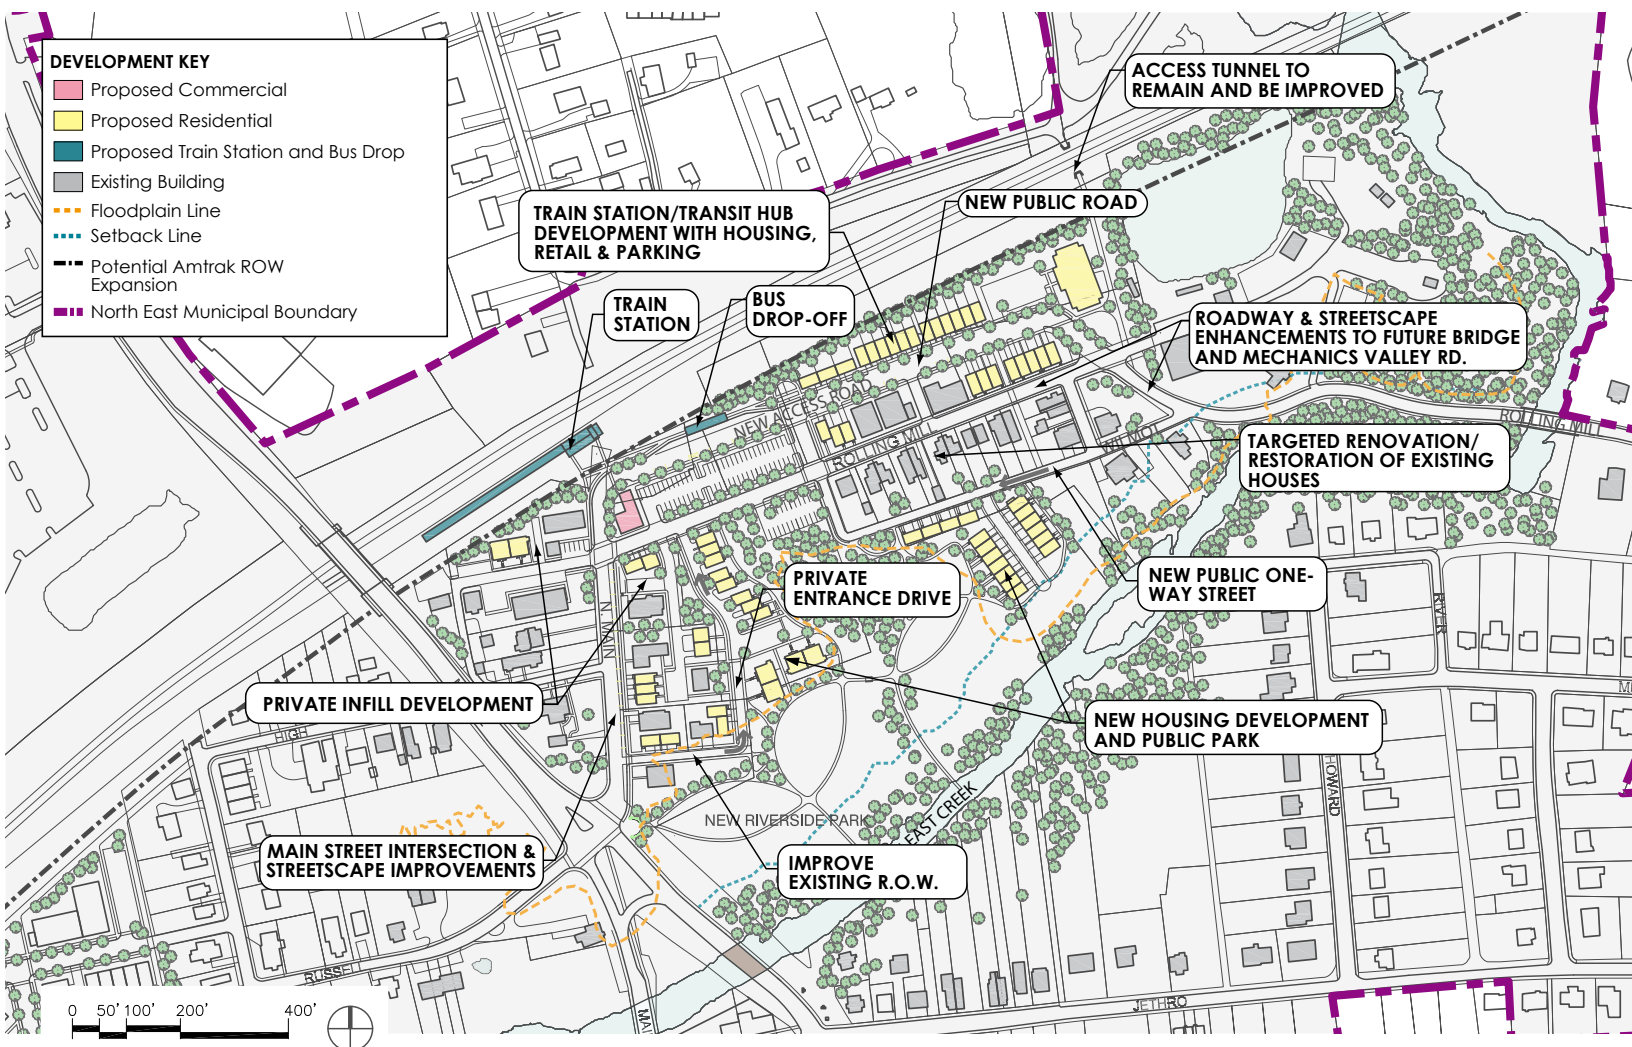 DEVELOPMENT KEY
Proposed Commercial
Proposed Residential
Proposed Train Station and Bus Drop
Existing Building
Floodplain Line
Setback Line
Potential Amtrak ROW
Expansion
North East Municipal Boundary
ACCESS TUNNEL TO
REMAIN AND BE IMPROVED
TRAIN STATION/TRANSIT HUB
DEVELOPMENT WITH HOUSING,
RETAIL & PARKING
NEW PUBLIC ROAD
TRAIN
STATION
BUS
DROP-OFF
ROADWAY & STREETSCAPE
ENHANCEMENTS TO FUTURE BRIDGE
AND MECHANICS VALLEY RD.
NEW ACCESS ROAD
ROLLING MILL
WILMOT
ROLLING MILL
TARGETED RENOVATION/
RESTORATION OF EXISTING
HOUSES
PRIVATE
ENTRANCE DRIVE
NEW PUBLIC ONE-
WAY STREET
RIVER
N MAIN
PRIVATE INFILL DEVELOPMENT
HIGH
NEW HOUSING DEVELOPMENT
AND PUBLIC PARK
HOWARD
NEW RIVERSIDE PARK
EAST CREEK
MAIN STREET INTERSECTION &
STREETSCAPE IMPROVEMENTS
IMPROVE
EXISTING R.O.W.
RUSSELL
JETHRO
0 50' 100' 200' 400'